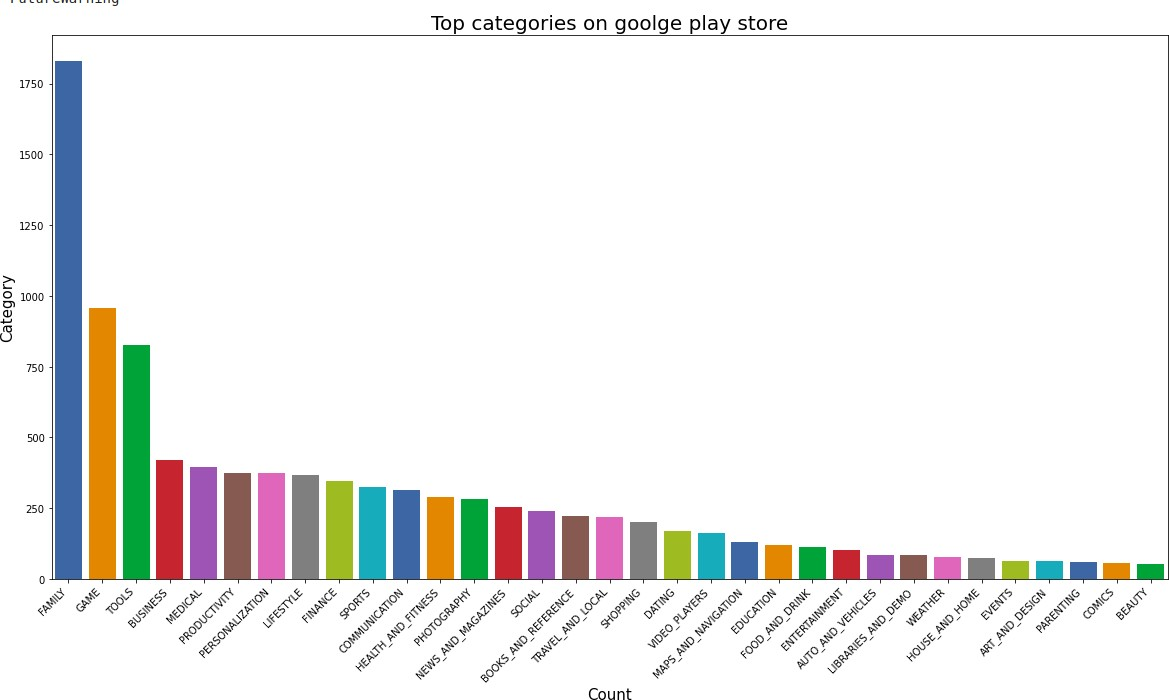 FutureWarning
Top categories on goolge play store
Category
1750
1500
1250
1000
750
500
250
0
FAMILY
GAME
TOOLS
BUSINESS
MEDICAL
PRODUCTIVITY
PERSONALIZATION
LIFESTYLE
FINANCE
SPORTS
COMMUNICATION
HEALTH_AND_FITNESS
PHOTOGRAPHY
NEWS_AND_MAGAZINES
SOCIAL
BOOKS_AND_REFERENCE
TRAVEL_AND_LOCAL
SHOPPING
DATING
VIDEO_PLAYERS
MAPS_AND_NAVIGATION
EDUCATION
FOOD_AND_DRINK
ENTERTAINMENT
AUTO_AND_VEHICLES
LIBRARIES_AND_DEMO
WEATHER
HOUSE_AND_HOME
EVENTS
ART_AND_DESIGN
PARENTING
COMICS
BEAUTY
Count